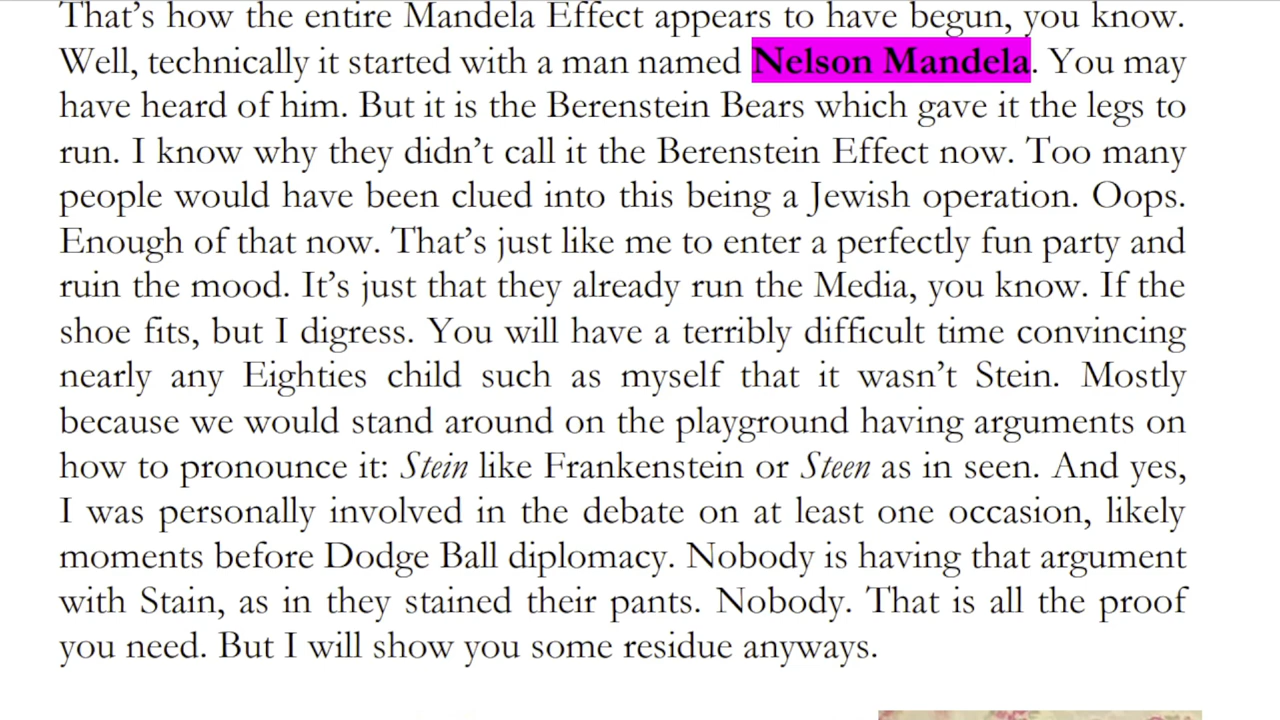 That’s how the entire Mandela Effect appears to have begun, you know.
Well, technically it started with a man named Nelson Mandela. You may
have heard of him. But it is the Berenstein Bears which gave it the legs to
run. I know why they didn’t call it the Berenstein Effect now. Too many
people would have been clued into this being a Jewish operation. Oops.
Enough of that now. That’s just like me to enter a perfectly fun party and
ruin the mood. It’s just that they already run the Media, you know. If the
shoe fits, but I digress. You will have a terribly difficult time convincing
nearly any Eighties child such as myself that it wasn’t Stein. Mostly
because we would stand around on the playground having arguments on
how to pronounce it: Stein like Frankenstein or Steen as in seen. And yes,
I was personally involved in the debate on at least one occasion, likely
moments before Dodge Ball diplomacy. Nobody is having that argument
with Stain, as in they stained their pants. Nobody. That is all the proof
you need. But I will show you some residue anyways.